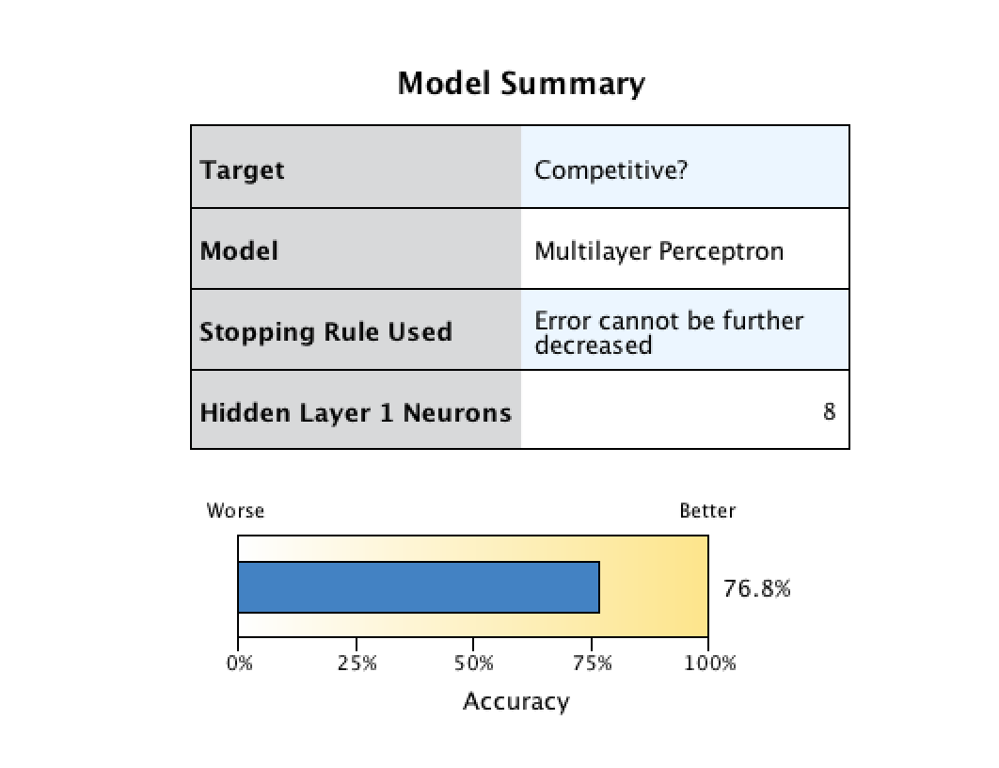 Model Summary
Target Competitive?
Model Multilayer Perceptron
Stopping Rule Used Error cannot be further
decreased
Hidden Layer 1 Neurons 8
Worse Better
76.8%
0% 25% 50% 75% 100%
Accuracy